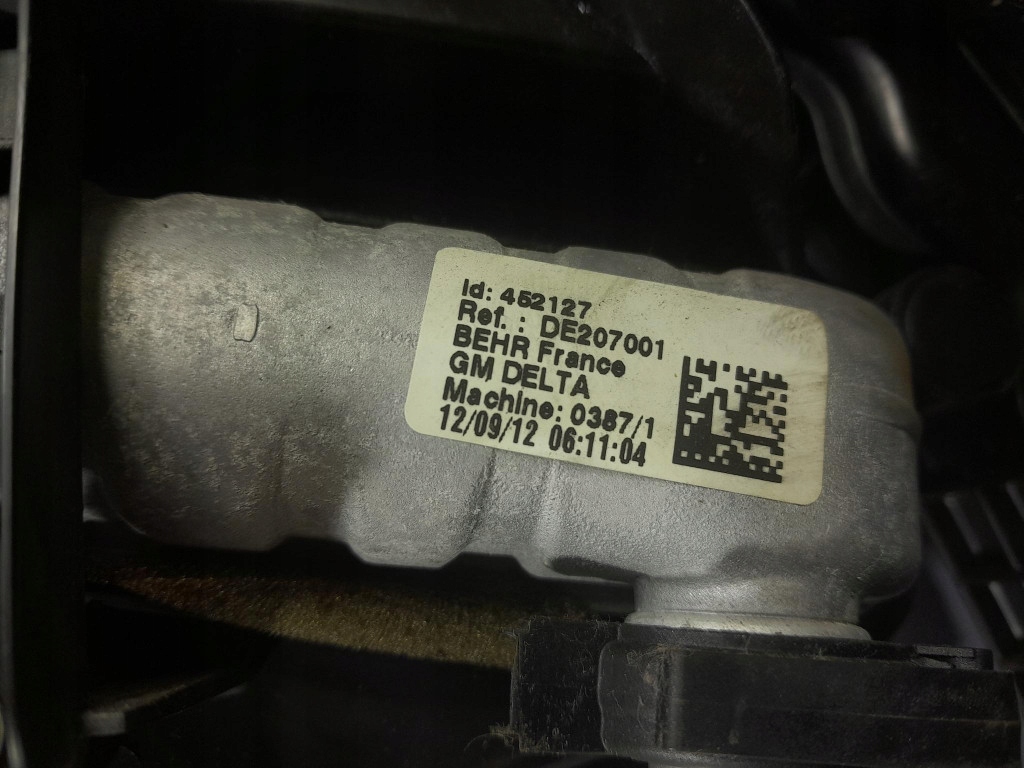 Id: 452127
Ref. : DE207001
BEHR France
GM DELTA
Machine: 0387/1
12/09/12 06:11:04